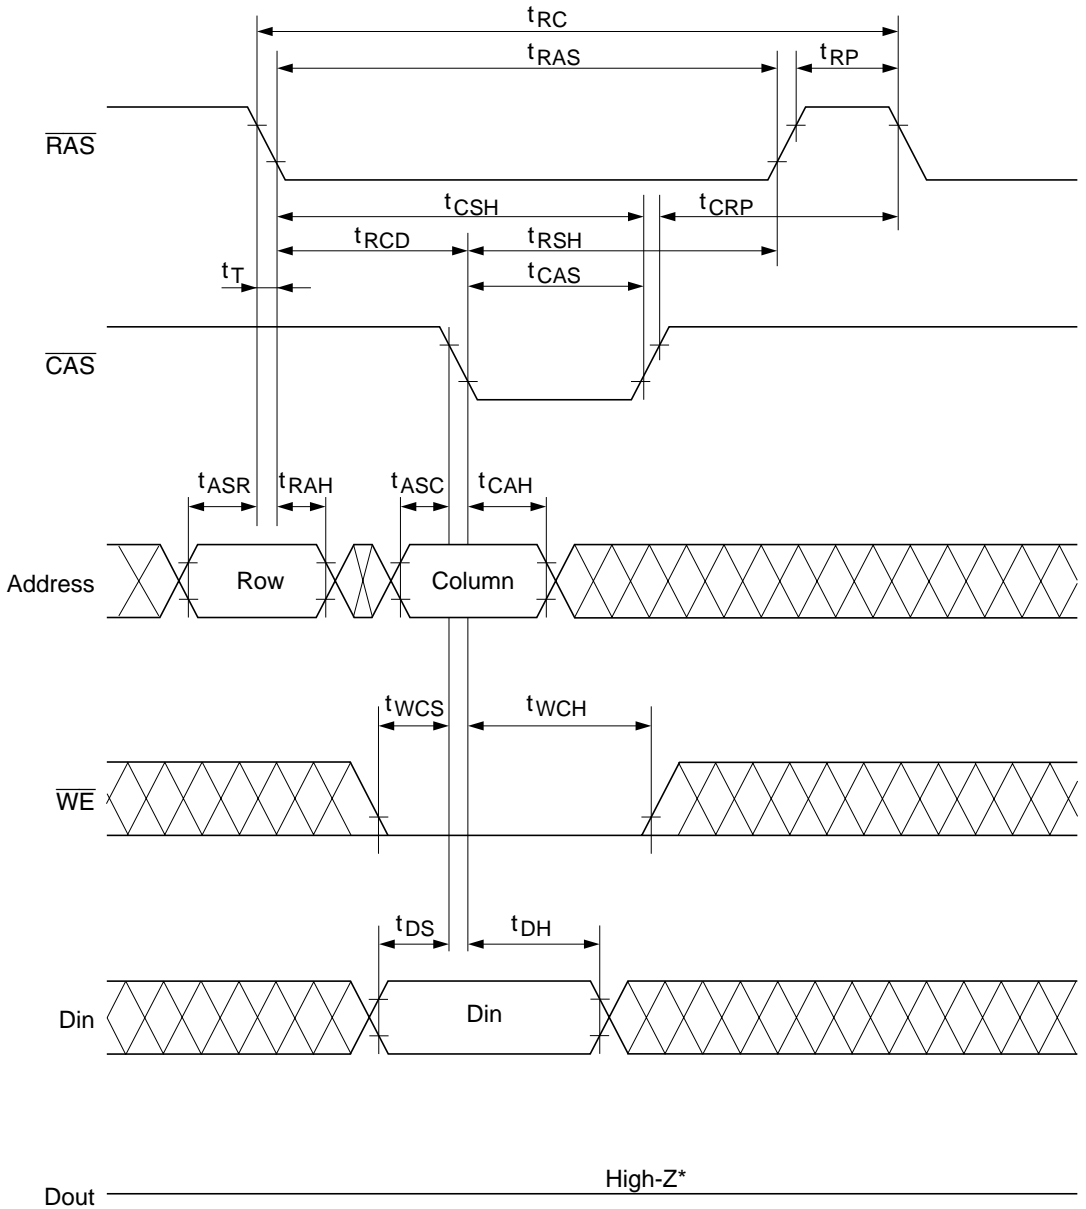 tRC
tRAS
tRP
RAS
tCSH
tCRP
tRCD
tRSH
tT
tCAS
CAS
tASR
tRAH
tASC
tCAH
Address
Row
Column
tWCS
tWCH
WE
tDS
tDH
Din
Din
High-Z*
Dout